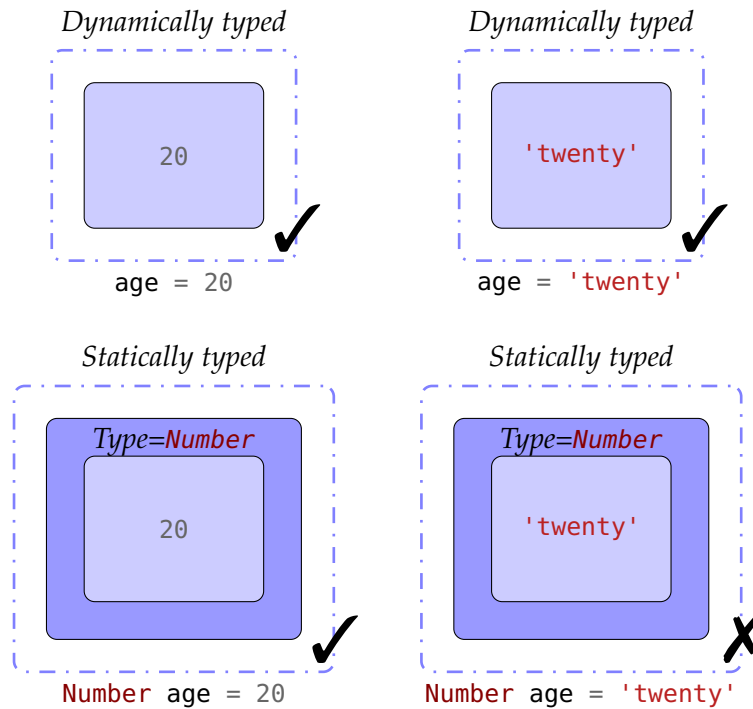 Dynamically typed
Dynamically typed
20
'twenty'
✓
✓
age = 20
age = 'twenty'
Statically typed
Statically typed
Type=Number
Type=Number
20
'twenty'
✓
✗
Number age = 20
Number age = 'twenty'